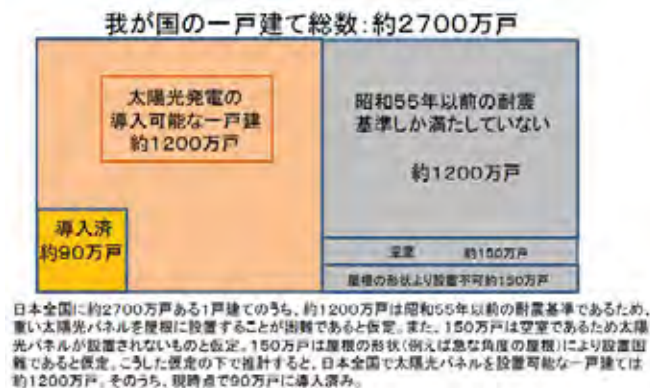 我が国の一戸建て総数:約2700万戸
太陽光発電の
導入可能な一戸建
約1200万戸
昭和55年以前の耐震
基準しか満たしていない
約1200万戸
導入済
約90万戸
空室 約150万戸
屋根の形状より設置不可約150万戸
日本全国に約2700万戸ある1戸建てのうち、約1200万戸は昭和55年以前の耐震基準であるため、
重い太陽光パネルを屋根に設置することが困難であると仮定。また、150万戸は空室であるため太陽
光パネルが設置されないものと仮定。150万戸は屋根の形状(例えば急な角度の屋根)により設置困
難であると仮定。こうした仮定の下で推計すると、日本全国で太陽光パネルを設置可能な一戸建ては
約1200万戸。そのうち、現時点で90万戸に導入済み。